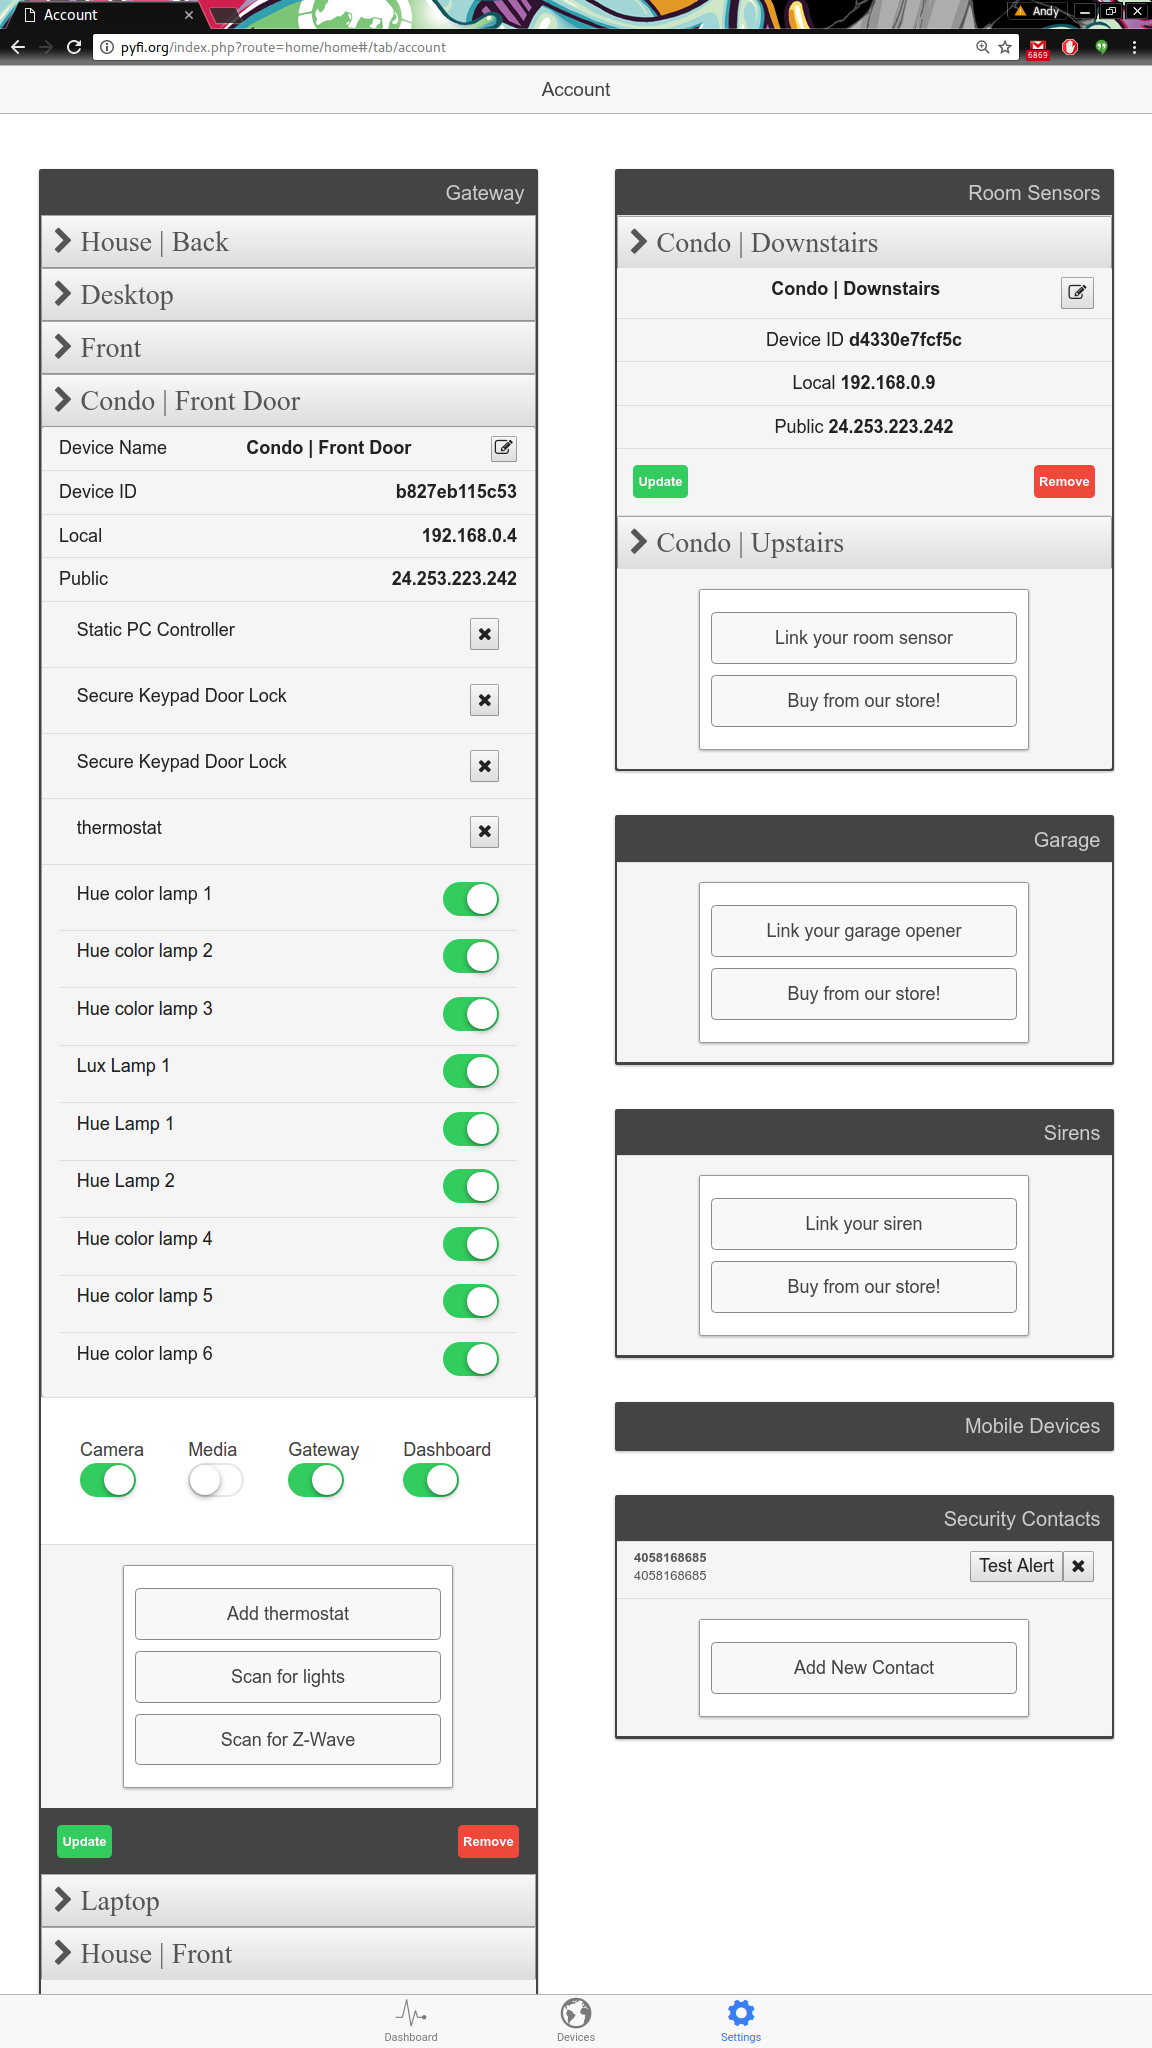 Account
Andy
pyfi.org/index.php?route=home/home#/tab/account
6869
Account
Gateway
House | Back
Desktop
Front
Condo | Front Door
Device Name Condo | Front Door
Device ID b827eb115c53
Local 192.168.0.4
Public 24.253.223.242
Static PC Controller
Secure Keypad Door Lock
Secure Keypad Door Lock
thermostat
Hue color lamp 1
Hue color lamp 2
Hue color lamp 3
Lux Lamp 1
Hue Lamp 1
Hue Lamp 2
Hue color lamp 4
Hue color lamp 5
Hue color lamp 6
Camera Media Gateway Dashboard
Add thermostat
Scan for lights
Scan for Z-Wave
Update Remove
Laptop
House | Front
Room Sensors
Condo | Downstairs
Condo | Downstairs
Device ID d4330e7fcf5c
Local 192.168.0.9
Public 24.253.223.242
Update Remove
Condo | Upstairs
Link your room sensor
Buy from our store!
Garage
Link your garage opener
Buy from our store!
Sirens
Link your siren
Buy from our store!
Mobile Devices
Security Contacts
4058168685
4058168685
Test Alert
Add New Contact
Dashboard Devices Settings